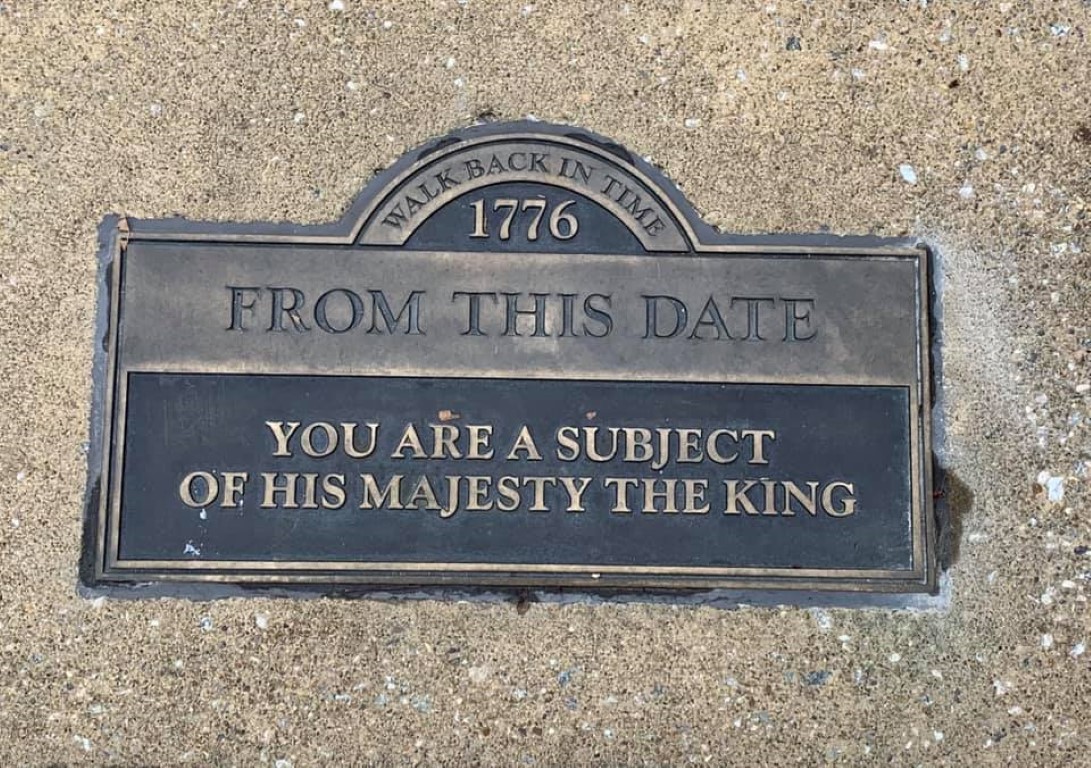 WALK BACK IN TIME
1776
FROM THIS DATE
YOU ARE A SUBJECT
OF HIS MAJESTY THE KING